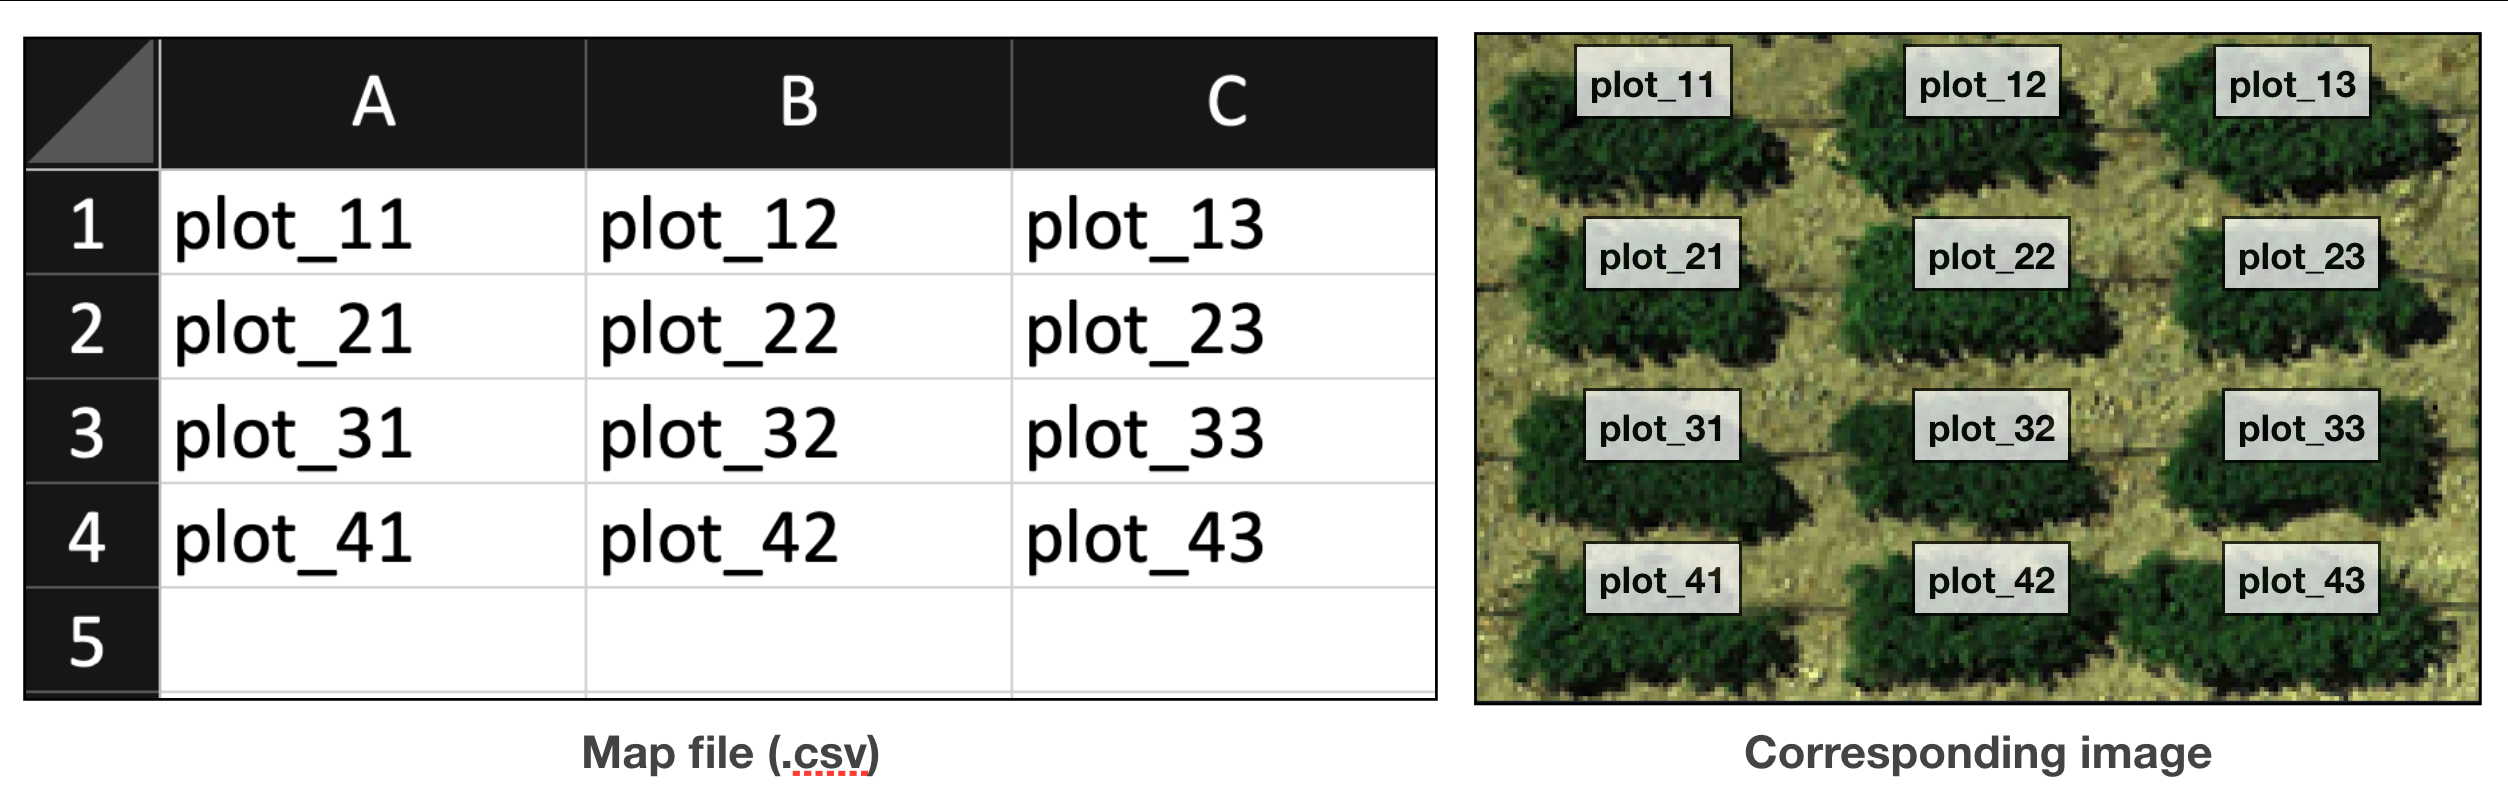 A B C
1 plot_11 plot_12 plot_13
2 plot_21 plot_22 plot_23
3 plot_31 plot_32 plot_33
4 plot_41 plot_42 plot_43
5
Map file (.csv)
plot_11 plot_12 plot_13
plot_21 plot_22 plot_23
plot_31 plot_32 plot_33
plot_41 plot_42 plot_43
Corresponding image